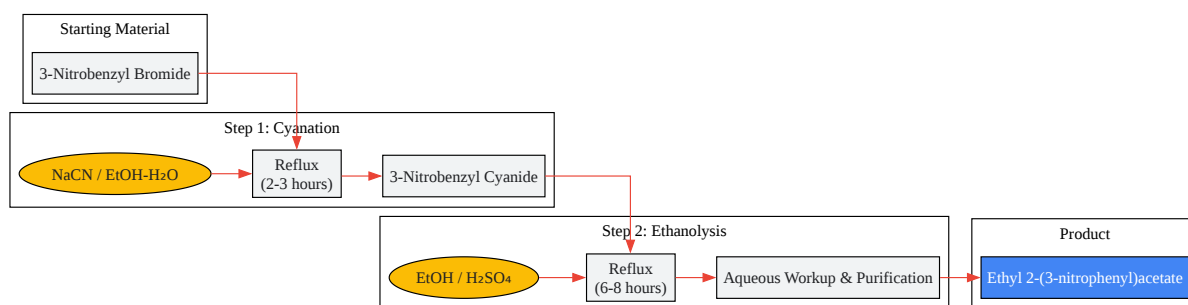 Starting Material
3-Nitrobenzyl Bromide
Step 1: Cyanation
NaCN / EtOH-H₂O
Reflux
(2-3 hours)
3-Nitrobenzyl Cyanide
Step 2: Ethanolysis
EtOH / H₂SO₄
Reflux
(6-8 hours)
Aqueous Workup & Purification
Product
Ethyl 2-(3-nitrophenyl)acetate